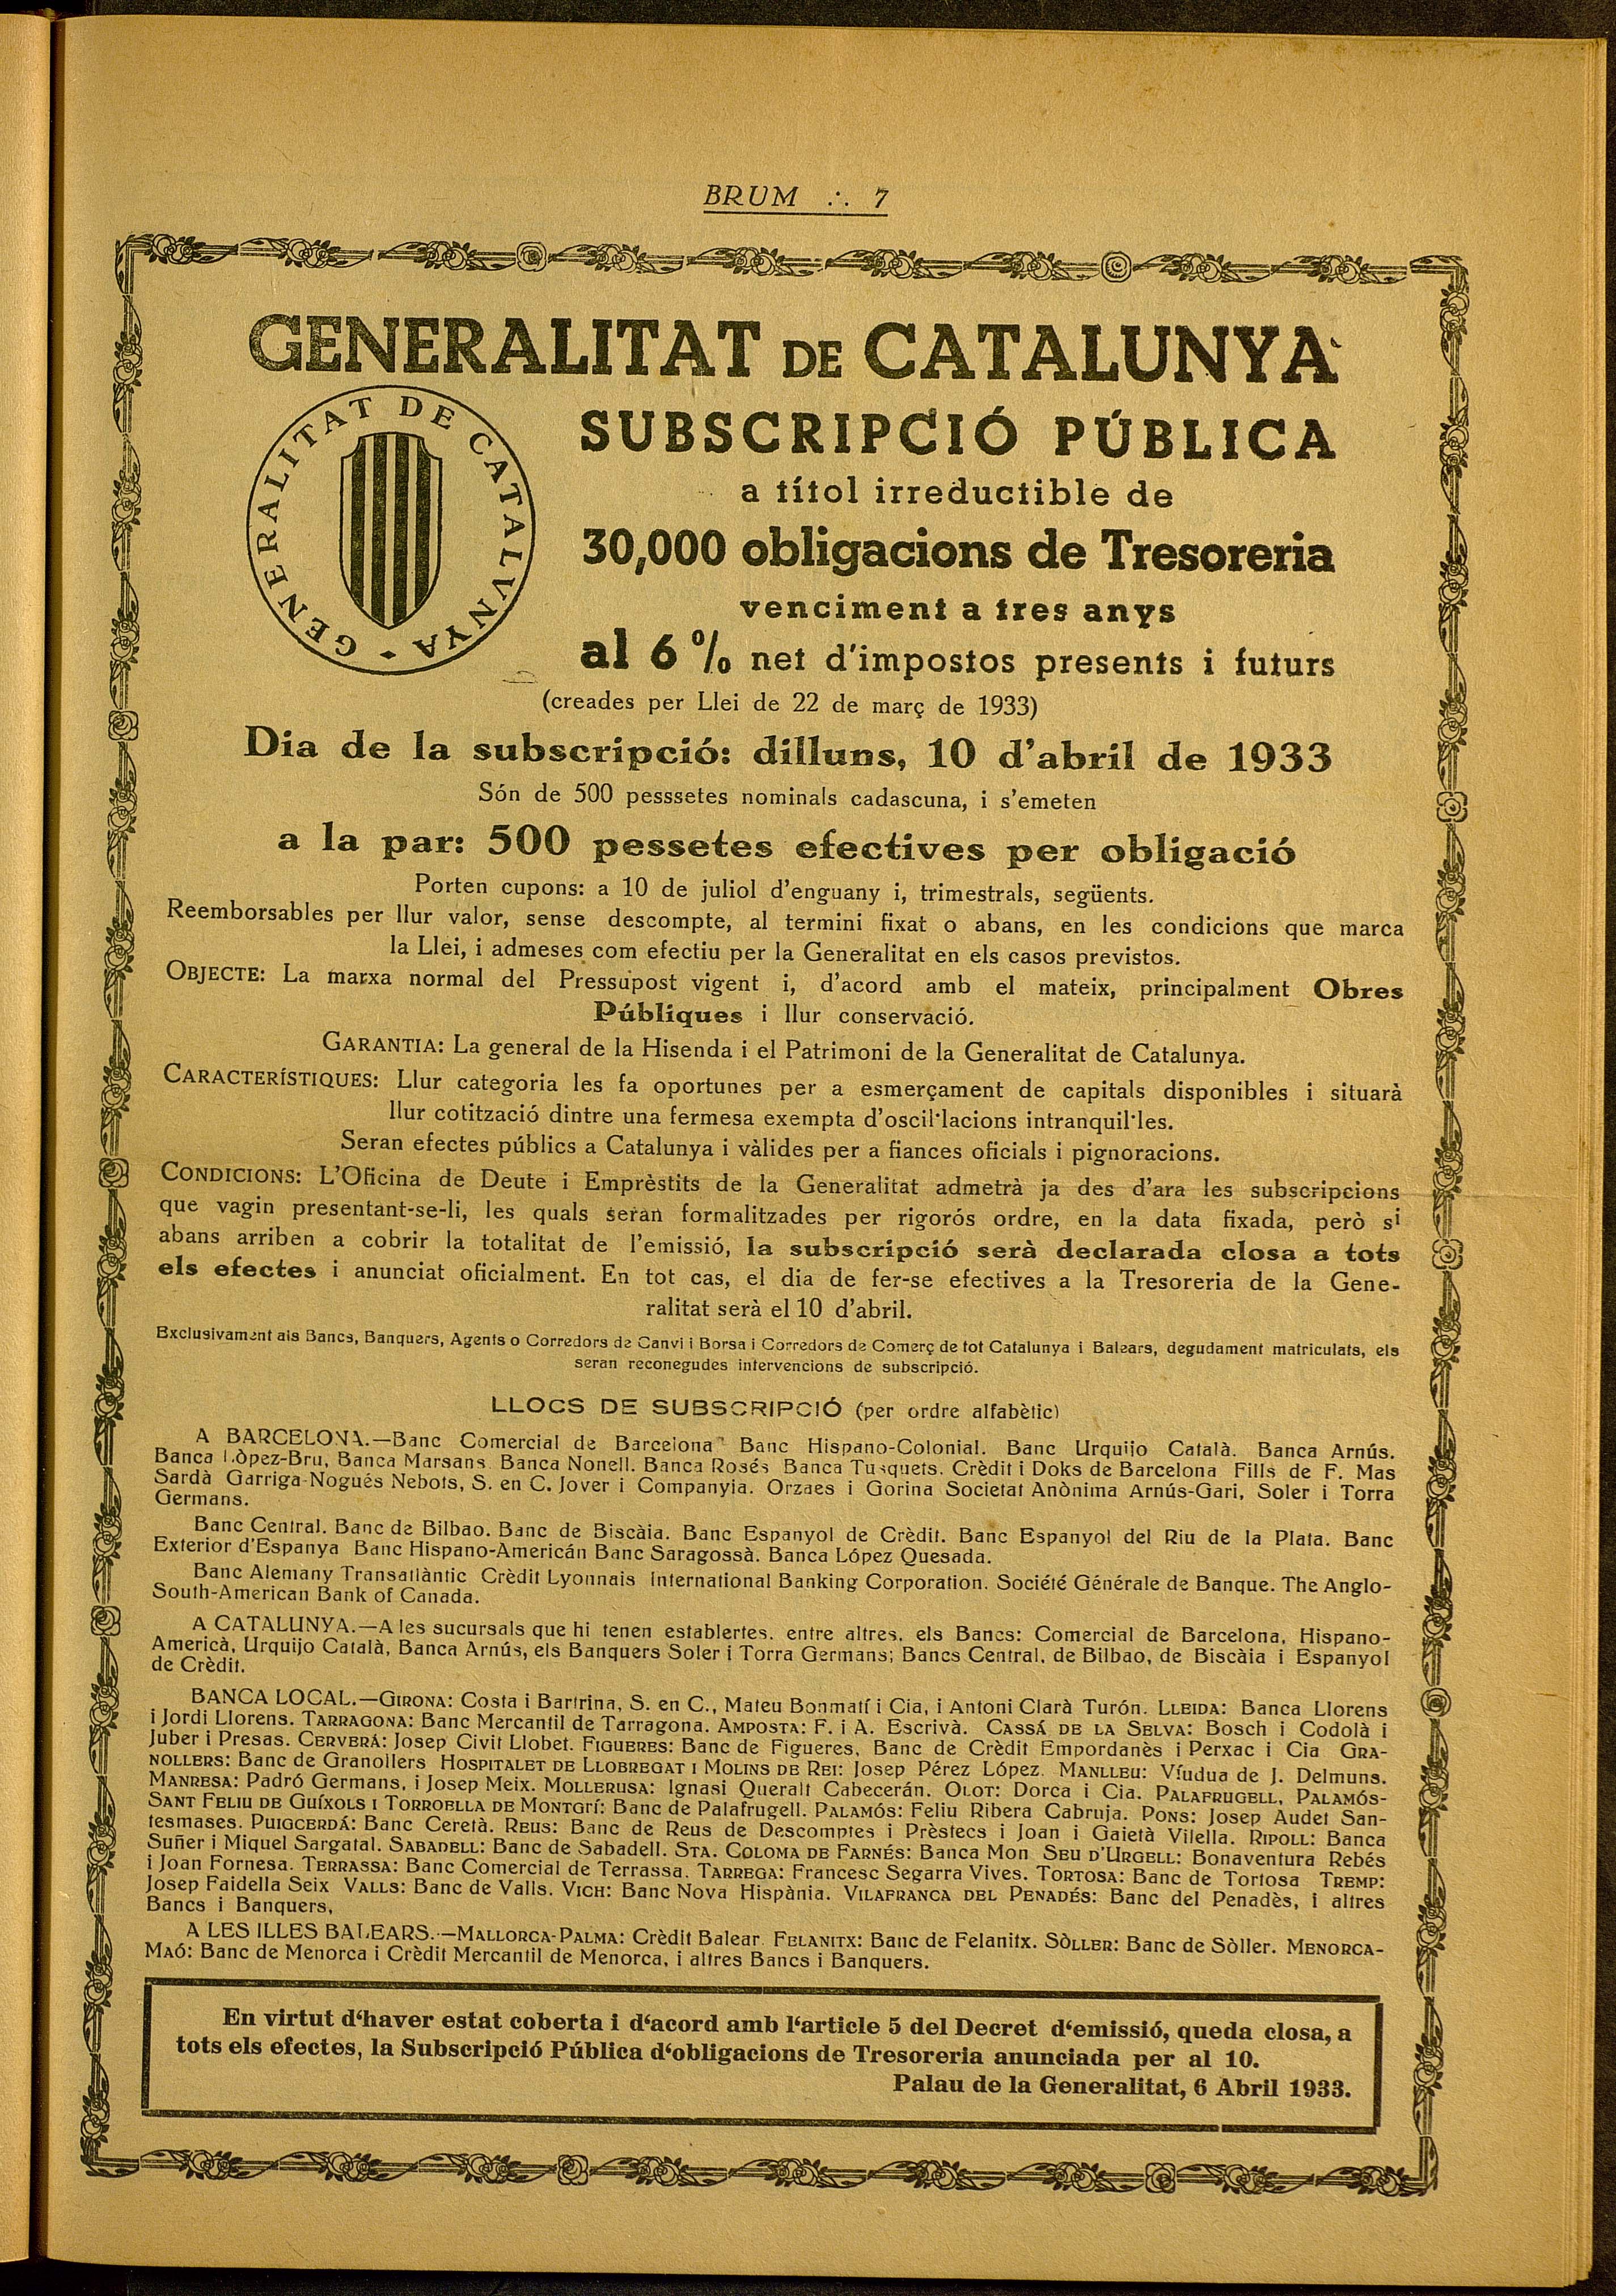 BRUM ∴ 7
GENERALITAT DE CATALUNYA
GENERALITAT DE CATALVNYA
SUBSCRIPCIÓ PÚBLICA
a títol irreductible de
30,000 obligacions de Tresoreria
venciment a tres anys
al 6 % net d'impostos presents i futurs
(creades per Llei de 22 de març de 1933)
Dia de la subscripció: dilluns, 10 d'abril de 1933
Són de 500 pesssetes nominals cadascuna, i s'emeten
a la par: 500 pessetes efectives per obligació
Porten cupons: a 10 de juliol d'enguany i, trimestrals, següents.
Reemborsables per llur valor, sense descompte, al termini fixat o abans, en les condicions que marca
la Llei, i admeses com efectiu per la Generalitat en els casos previstos.
OBJECTE: La marxa normal del Pressupost vigent i, d'acord amb el mateix, principalment Obres
Públiques i llur conservació.
GARANTIA: La general de la Hisenda i el Patrimoni de la Generalitat de Catalunya.
CARACTERÍSTIQUES: Llur categoria les fa oportunes per a esmerçament de capitals disponibles i situarà
llur cotització dintre una fermesa exempta d'oscil·lacions intranquil·les.
Seran efectes públics a Catalunya i vàlides per a fiances oficials i pignoracions.
CONDICIONS: L'Oficina de Deute i Emprèstits de la Generalitat admetrà ja des d'ara les subscripcions
que vagin presentant-se-li, les quals seran formalitzades per rigorós ordre, en la data fixada, però si
abans arriben a cobrir la totalitat de l'emissió, la subscripció serà declarada closa a tots
els efectes i anunciat oficialment. En tot cas, el dia de fer-se efectives a la Tresoreria de la Gene-
ralitat serà el 10 d'abril.
Exclusivament als Bancs, Banquers, Agents o Corredors de Canvi i Borsa i Corredors de Comerç de tot Catalunya i Balears, degudament matriculats, els
seran reconegudes intervencions de subscripció.
LLOCS DE SUBSCRIPCIÓ (per ordre alfabètic)
A BARCELONA.—Banc Comercial de Barcelona Banc Hispano-Colonial. Banc Urquijo Català. Banca Arnús.
Banca López-Bru, Banca Marsans Banca Nonell. Banca Rosés Banca Tusquets. Crèdit i Doks de Barcelona Fills de F. Mas
Sardà Garriga-Nogués Nebots, S. en C. Jover i Companyia. Orzaes i Gorina Societat Anònima Arnús-Gari, Soler i Torra
Germans.
Banc Central. Banc de Bilbao. Banc de Biscàia. Banc Espanyol de Crèdit. Banc Espanyol del Riu de la Plata. Banc
Exterior d'Espanya Banc Hispano-Americán Banc Saragossà. Banca López Quesada.
Banc Alemany Transatlàntic Crèdit Lyonnais International Banking Corporation. Société Générale de Banque. The Anglo-
South-American Bank of Canada.
A CATALUNYA.—A les sucursals que hi tenen establertes. entre altres. els Bancs: Comercial de Barcelona, Hispano-
Americà, Urquijo Català, Banca Arnús, els Banquers Soler i Torra Germans; Bancs Central, de Bilbao, de Biscàia i Espanyol
de Crèdit.
BANCA LOCAL.—GIRONA: Costa i Bartrina, S. en C., Mateu Bonmatí i Cia, i Antoni Clarà Turón. LLEIDA: Banca Llorens
i Jordi Llorens. TARRAGONA: Banc Mercantil de Tarragona. AMPOSTA: F. i A. Escrivà. CASSÁ DE LA SELVA: Bosch i Codolà i
Juber i Presas. CERVERÁ: Josep Civit Llobet. FIGUERES: Banc de Figueres, Banc de Crèdit Empordanès i Perxac i Cia GRA-
NOLLERS: Banc de Granollers HOSPITALET DE LLOBREGAT I MOLINS DE REI: Josep Pérez López. MANLLEU: Víudua de J. Delmuns.
MANRESA: Padró Germans, i Josep Meix. MOLLERUSA: Ignasi Queralt Cabecerán. OLOT: Dorca i Cia. PALAFRUGELL, PALAMÓS-
SANT FELIU DE GUÍXOLS I TORROELLA DE MONTGRÍ: Banc de Palafrugell. PALAMÓS: Feliu Ribera Cabruja. PONS: Josep Audet San-
tesmases. PUIGCERDÁ: Banc Ceretà. REUS: Banc de Reus de Descomptes i Prèstecs i Joan i Gaietà Vilella. RIPOLL: Banca
Suñer i Miquel Sargatal. SABADELL: Banc de Sabadell. STA. COLOMA DE FARNÉS: Banca Mon SEU D'URGELL: Bonaventura Rebés
i Joan Fornesa. TERRASSA: Banc Comercial de Terrassa. TARREGA: Francesc Segarra Vives. TORTOSA: Banc de Tortosa TREMP:
Josep Faidella Seix VALLS: Banc de Valls. VICH: Banc Nova Hispània. VILAFRANCA DEL PENADÉS: Banc del Penadès, i altres
Bancs i Banquers,
A LES ILLES BALEARS.—MALLORCA-PALMA: Crèdit Balear. FELANITX: Banc de Felanitx. SÒLLER: Banc de Sòller. MENORCA-
MAÓ: Banc de Menorca i Crèdit Mercantil de Menorca, i altres Bancs i Banquers.
En virtut d'haver estat coberta i d'acord amb l'article 5 del Decret d'emissió, queda closa, a
tots els efectes, la Subscripció Pública d'obligacions de Tresoreria anunciada per al 10.
Palau de la Generalitat, 6 Abril 1933.